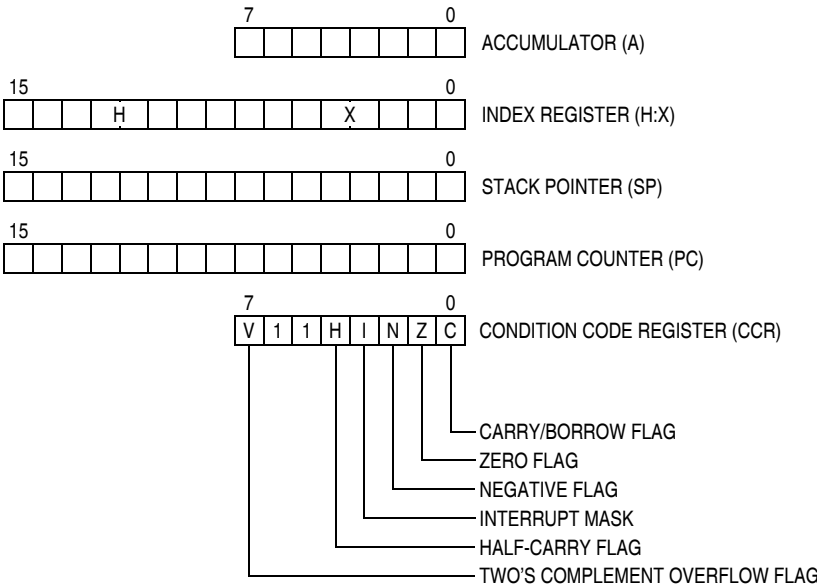 7 0
ACCUMULATOR (A)
15 0
H X INDEX REGISTER (H:X)
15 0
STACK POINTER (SP)
15 0
PROGRAM COUNTER (PC)
7 0
V 1 1 H I N Z C CONDITION CODE REGISTER (CCR)
CARRY/BORROW FLAG
ZERO FLAG
NEGATIVE FLAG
INTERRUPT MASK
HALF-CARRY FLAG
TWO'S COMPLEMENT OVERFLOW FLAG